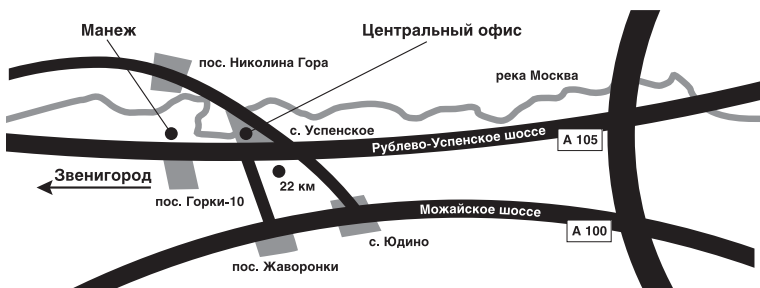 Манеж
Центральный офис
пос. Николина Гора
река Москва
с. Успенское
Рублево-Успенское шоссе
А 105
Звенигород
22 км
пос. Горки-10
Можайское шоссе
А 100
с. Юдино
пос. Жаворонки